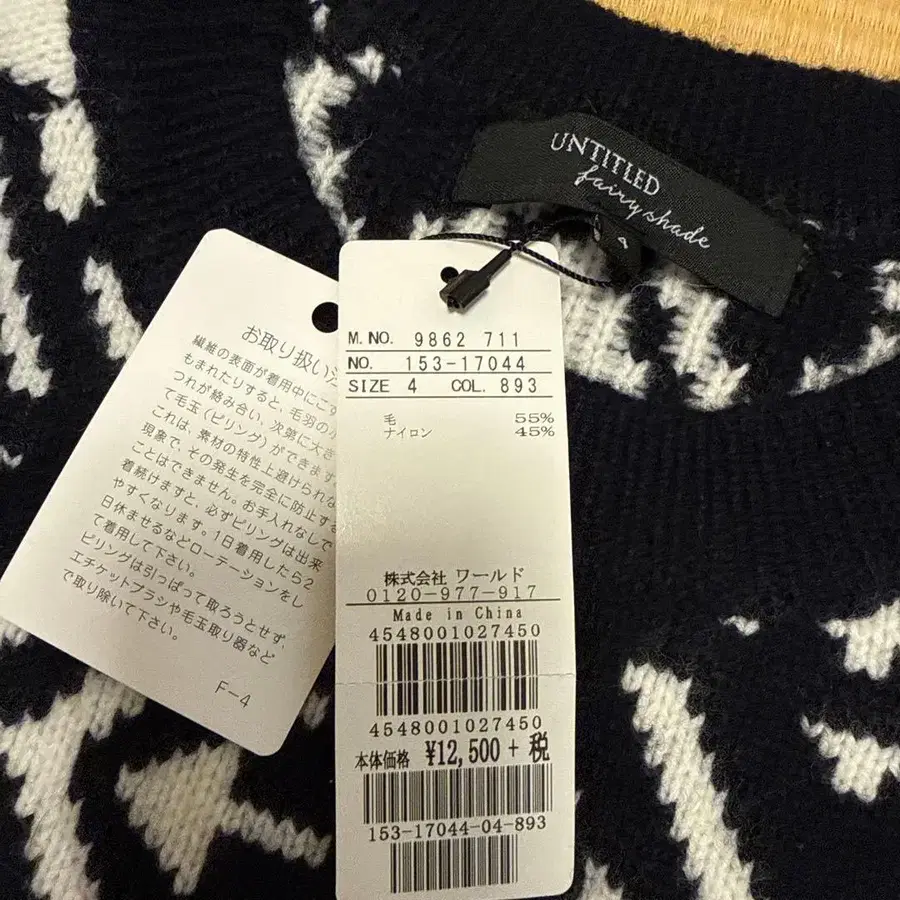 UNTITLED
fairy shade
お取り扱い注
繊維の表面が着用中にこす
もまれたりすると、毛羽の小
つれが絡み合い、次第に大き
て毛玉(ピリング)ができます
これは、素材の特性上避けられな
現象で、その発生を完全に防止する
ことはできません。お手入れなしで
着続けますと、必ずピリングは出来
やすくなります。1日着用したら2
日休ませるなどローテーションをし
て着用して下さい。
ピリングは引っぱって取ろうとせず、
エチケットブラシや毛玉取り器など
で取り除いて下さい。
F-4
M. NO. 9862 711
NO. 153-17044
SIZE 4 COL. 893
毛 55%
ナイロン 45%
株式会社 ワールド
0120-977-917
Made in China
4548001027450
4548001027450
本体価格 ¥12,500 + 税
153-17044-04-893